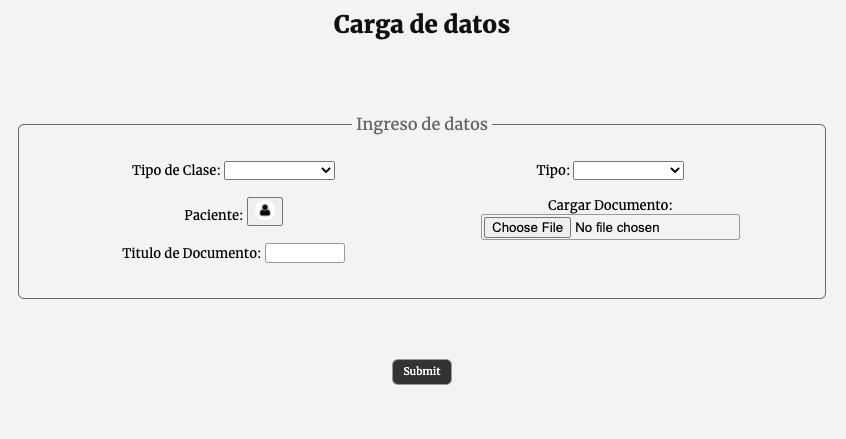 Carga de datos
Ingreso de datos
Tipo de Clase:
Tipo:
Paciente:
Cargar Documento:
Choose File No file chosen
Titulo de Documento:
Submit